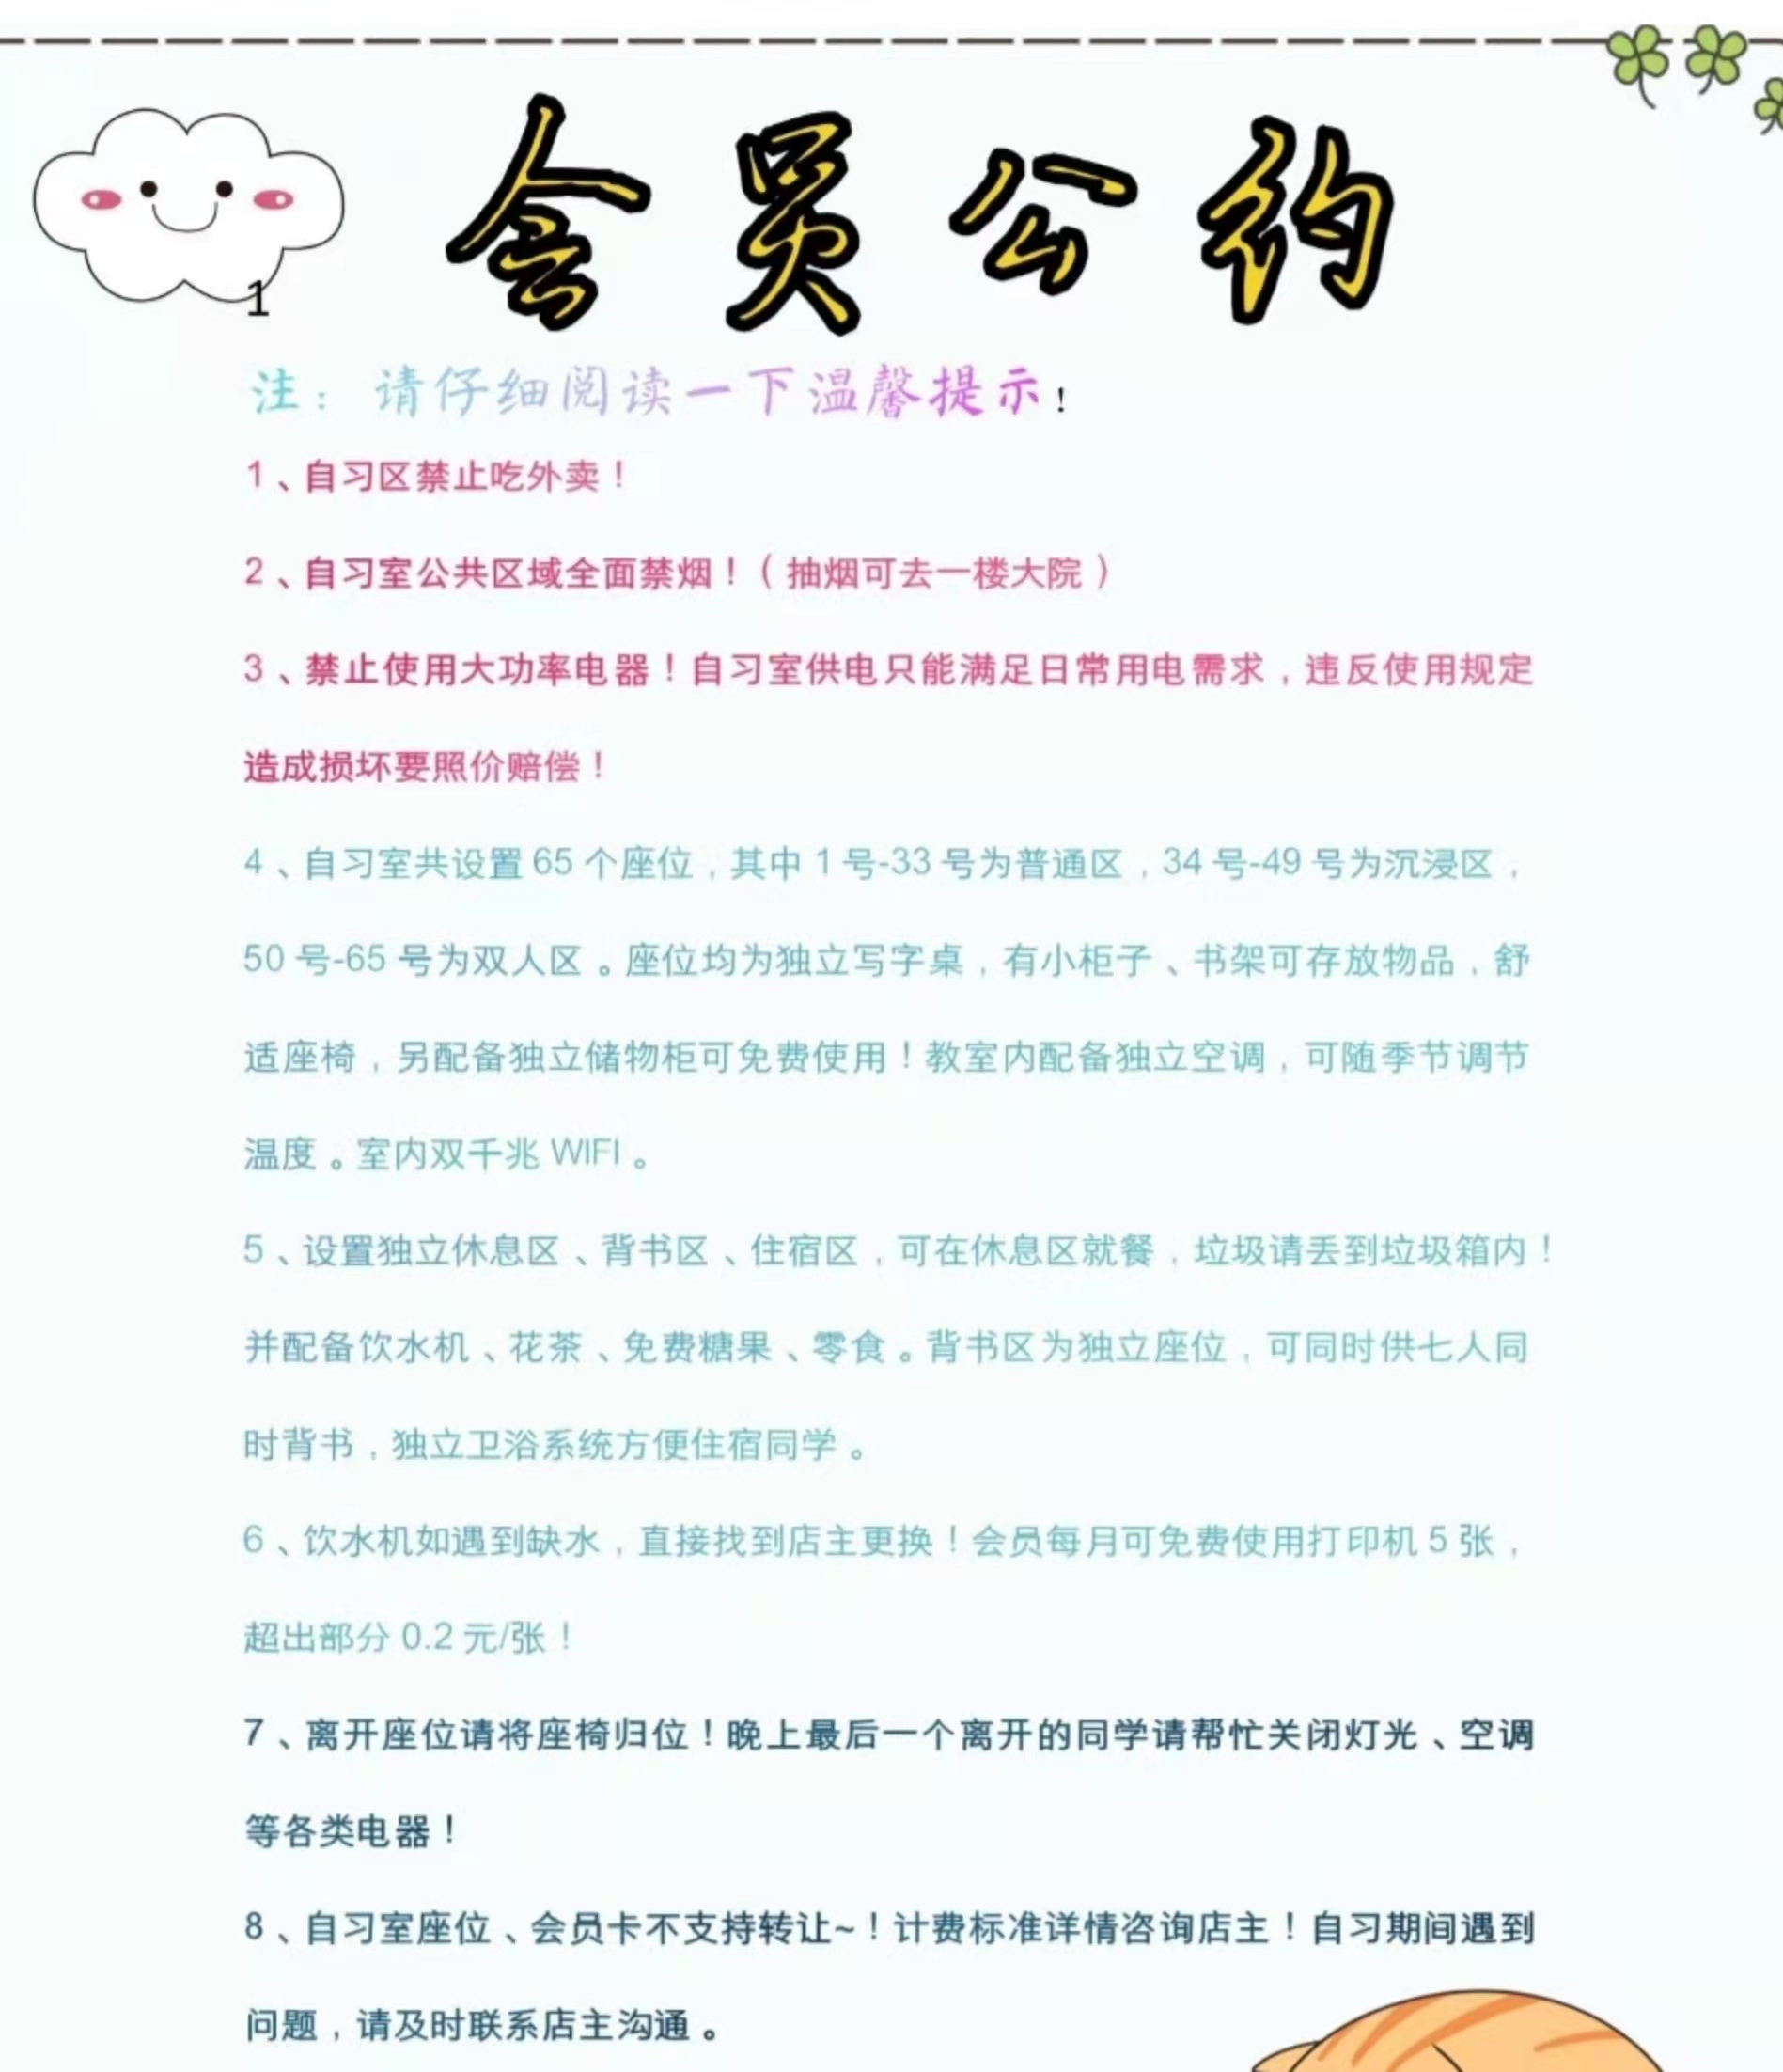 会员公约
1
注：请仔细阅读一下温馨提示！
1、自习区禁止吃外卖！
2、自习室公共区域全面禁烟！（抽烟可去一楼大院）
3、禁止使用大功率电器！自习室供电只能满足日常用电需求，违反使用规定
造成损坏要照价赔偿！
4、自习室共设置65个座位，其中1号-33号为普通区，34号-49号为沉浸区，
50号-65号为双人区。座位均为独立写字桌，有小柜子、书架可存放物品，舒
适座椅，另配备独立储物柜可免费使用！教室内配备独立空调，可随季节调节
温度。室内双千兆WIFI。
5、设置独立休息区、背书区、住宿区，可在休息区就餐，垃圾请丢到垃圾箱内！
并配备饮水机、花茶、免费糖果、零食。背书区为独立座位，可同时供七人同
时背书，独立卫浴系统方便住宿同学。
6、饮水机如遇到缺水，直接找到店主更换！会员每月可免费使用打印机5张，
超出部分0.2元/张！
7、离开座位请将座椅归位！晚上最后一个离开的同学请帮忙关闭灯光、空调
等各类电器！
8、自习室座位、会员卡不支持转让~！计费标准详情咨询店主！自习期间遇到
问题，请及时联系店主沟通。